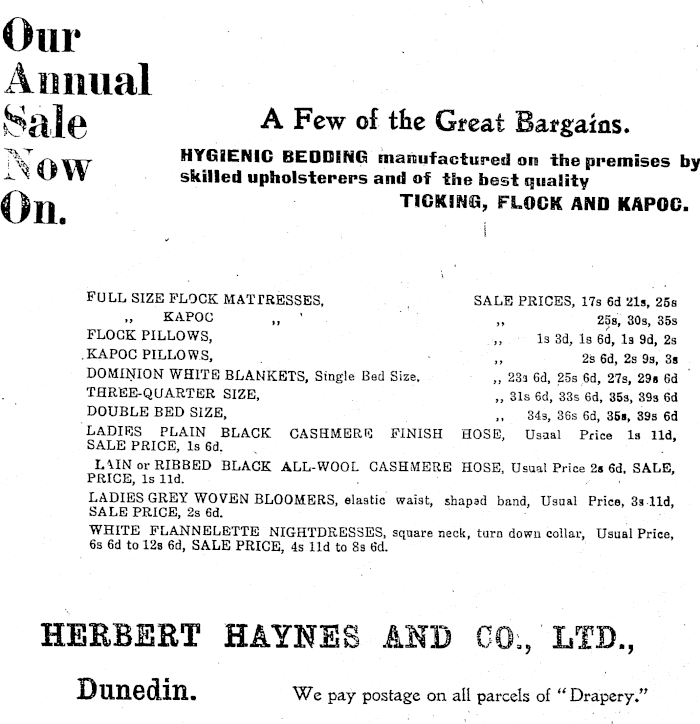 Our
Annual
Sale
Now
On.
A Few of the Great Bargains.
HYGIENIC BEDDING manufactured on the premises by
skilled upholsterers and of the best quality
TICKING, FLOCK AND KAPOC.
FULL SIZE FLOCK MATTRESSES, SALE PRICES, 17s 6d 21s, 25s
,, KAPOC ,, ,, 25s, 30s, 35s
FLOCK PILLOWS, ,, 1s 3d, 1s 6d, 1s 9d, 2s
KAPOC PILLOWS, ,, 2s 6d, 2s 9s, 3s
DOMINION WHITE BLANKETS, Single Bed Size. ,, 23s 6d, 25s 6d, 27s, 29s 6d
THREE-QUARTER SIZE, ,, 31s 6d, 33s 6d, 35s, 39s 6d
DOUBLE BED SIZE, ,, 34s, 36s 6d, 35s, 39s 6d
LADIES PLAIN BLACK CASHMERE FINISH HOSE, Usual Price 1s 11d,
SALE PRICE, 1s 6d.
LAIN or RIBBED BLACK ALL-WOOL CASHMERE HOSE, Usual Price 2s 6d, SALE,
PRICE, 1s 11d.
LADIES GREY WOVEN BLOOMERS, elastic waist, shaped band, Usual Price, 3s 11d,
SALE PRICE, 2s 6d.
WHITE FLANNELETTE NIGHTDRESSES, square neck, turn down collar, Usual Price,
6s 6d to 12s 6d, SALE PRICE, 4s 11d to 8s 6d.
HERBERT HAYNES AND CO., LTD.,
Dunedin. We pay postage on all parcels of "Drapery."